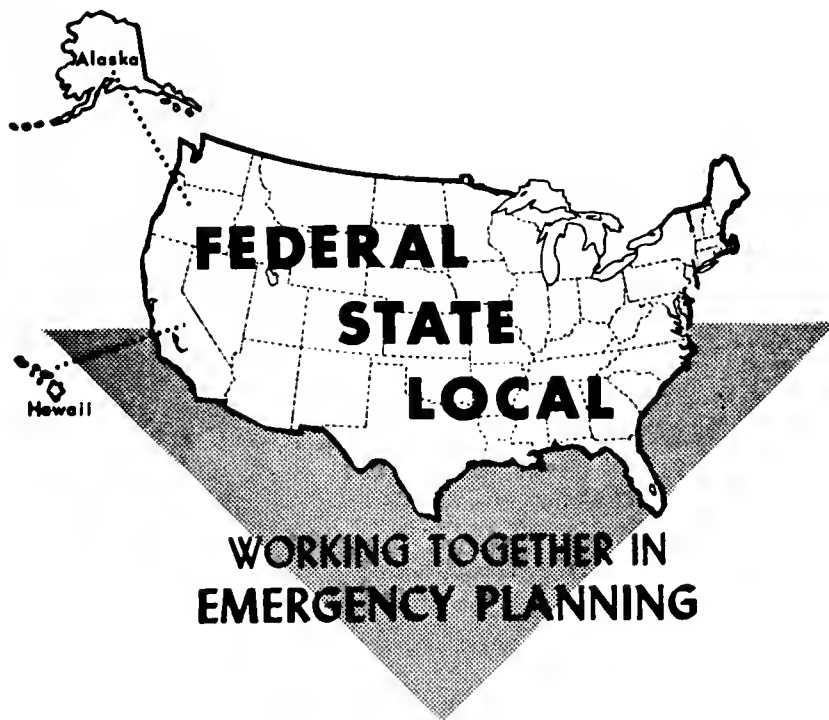 Alaska
FEDERAL
STATE
LOCAL
Hawaii
WORKING TOGETHER IN
EMERGENCY PLANNING